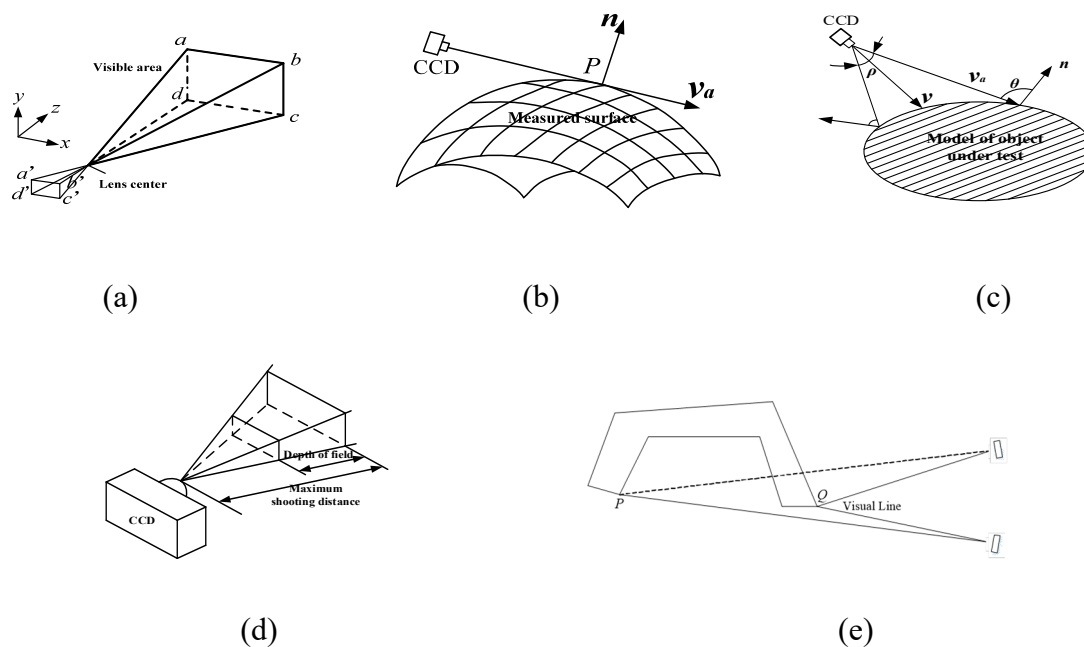 a
b
Visible area
d
c
y
z
x
a'
b'
d'
c'
Lens center
n
CCD
P
v_a
Measured surface
CCD
ρ
v_a
θ
n
v
Model of object
under test
(a)
(b)
(c)
Depth of field
Maximum
shooting distance
CCD
P
Q
Visual Line
(d)
(e)